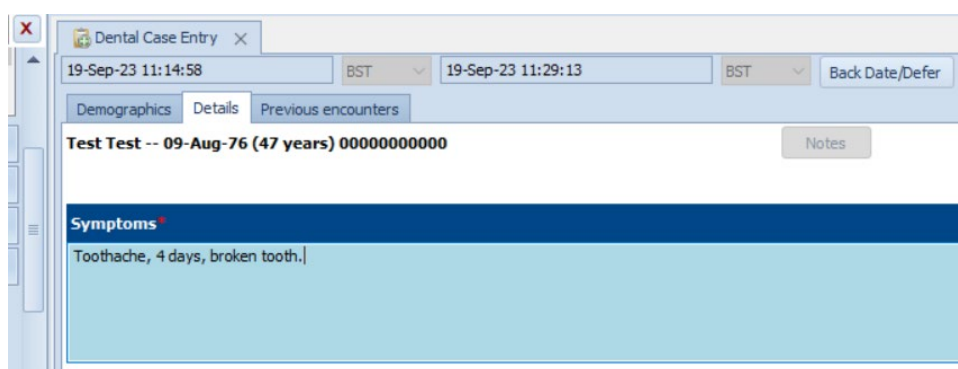 X
Dental Case Entry
19-Sep-23 11:14:58 BST 19-Sep-23 11:29:13 BST Back Date/Defer
Demographics Details Previous encounters
Test Test -- 09-Aug-76 (47 years) 00000000000 Notes
Symptoms*
Toothache, 4 days, broken tooth.